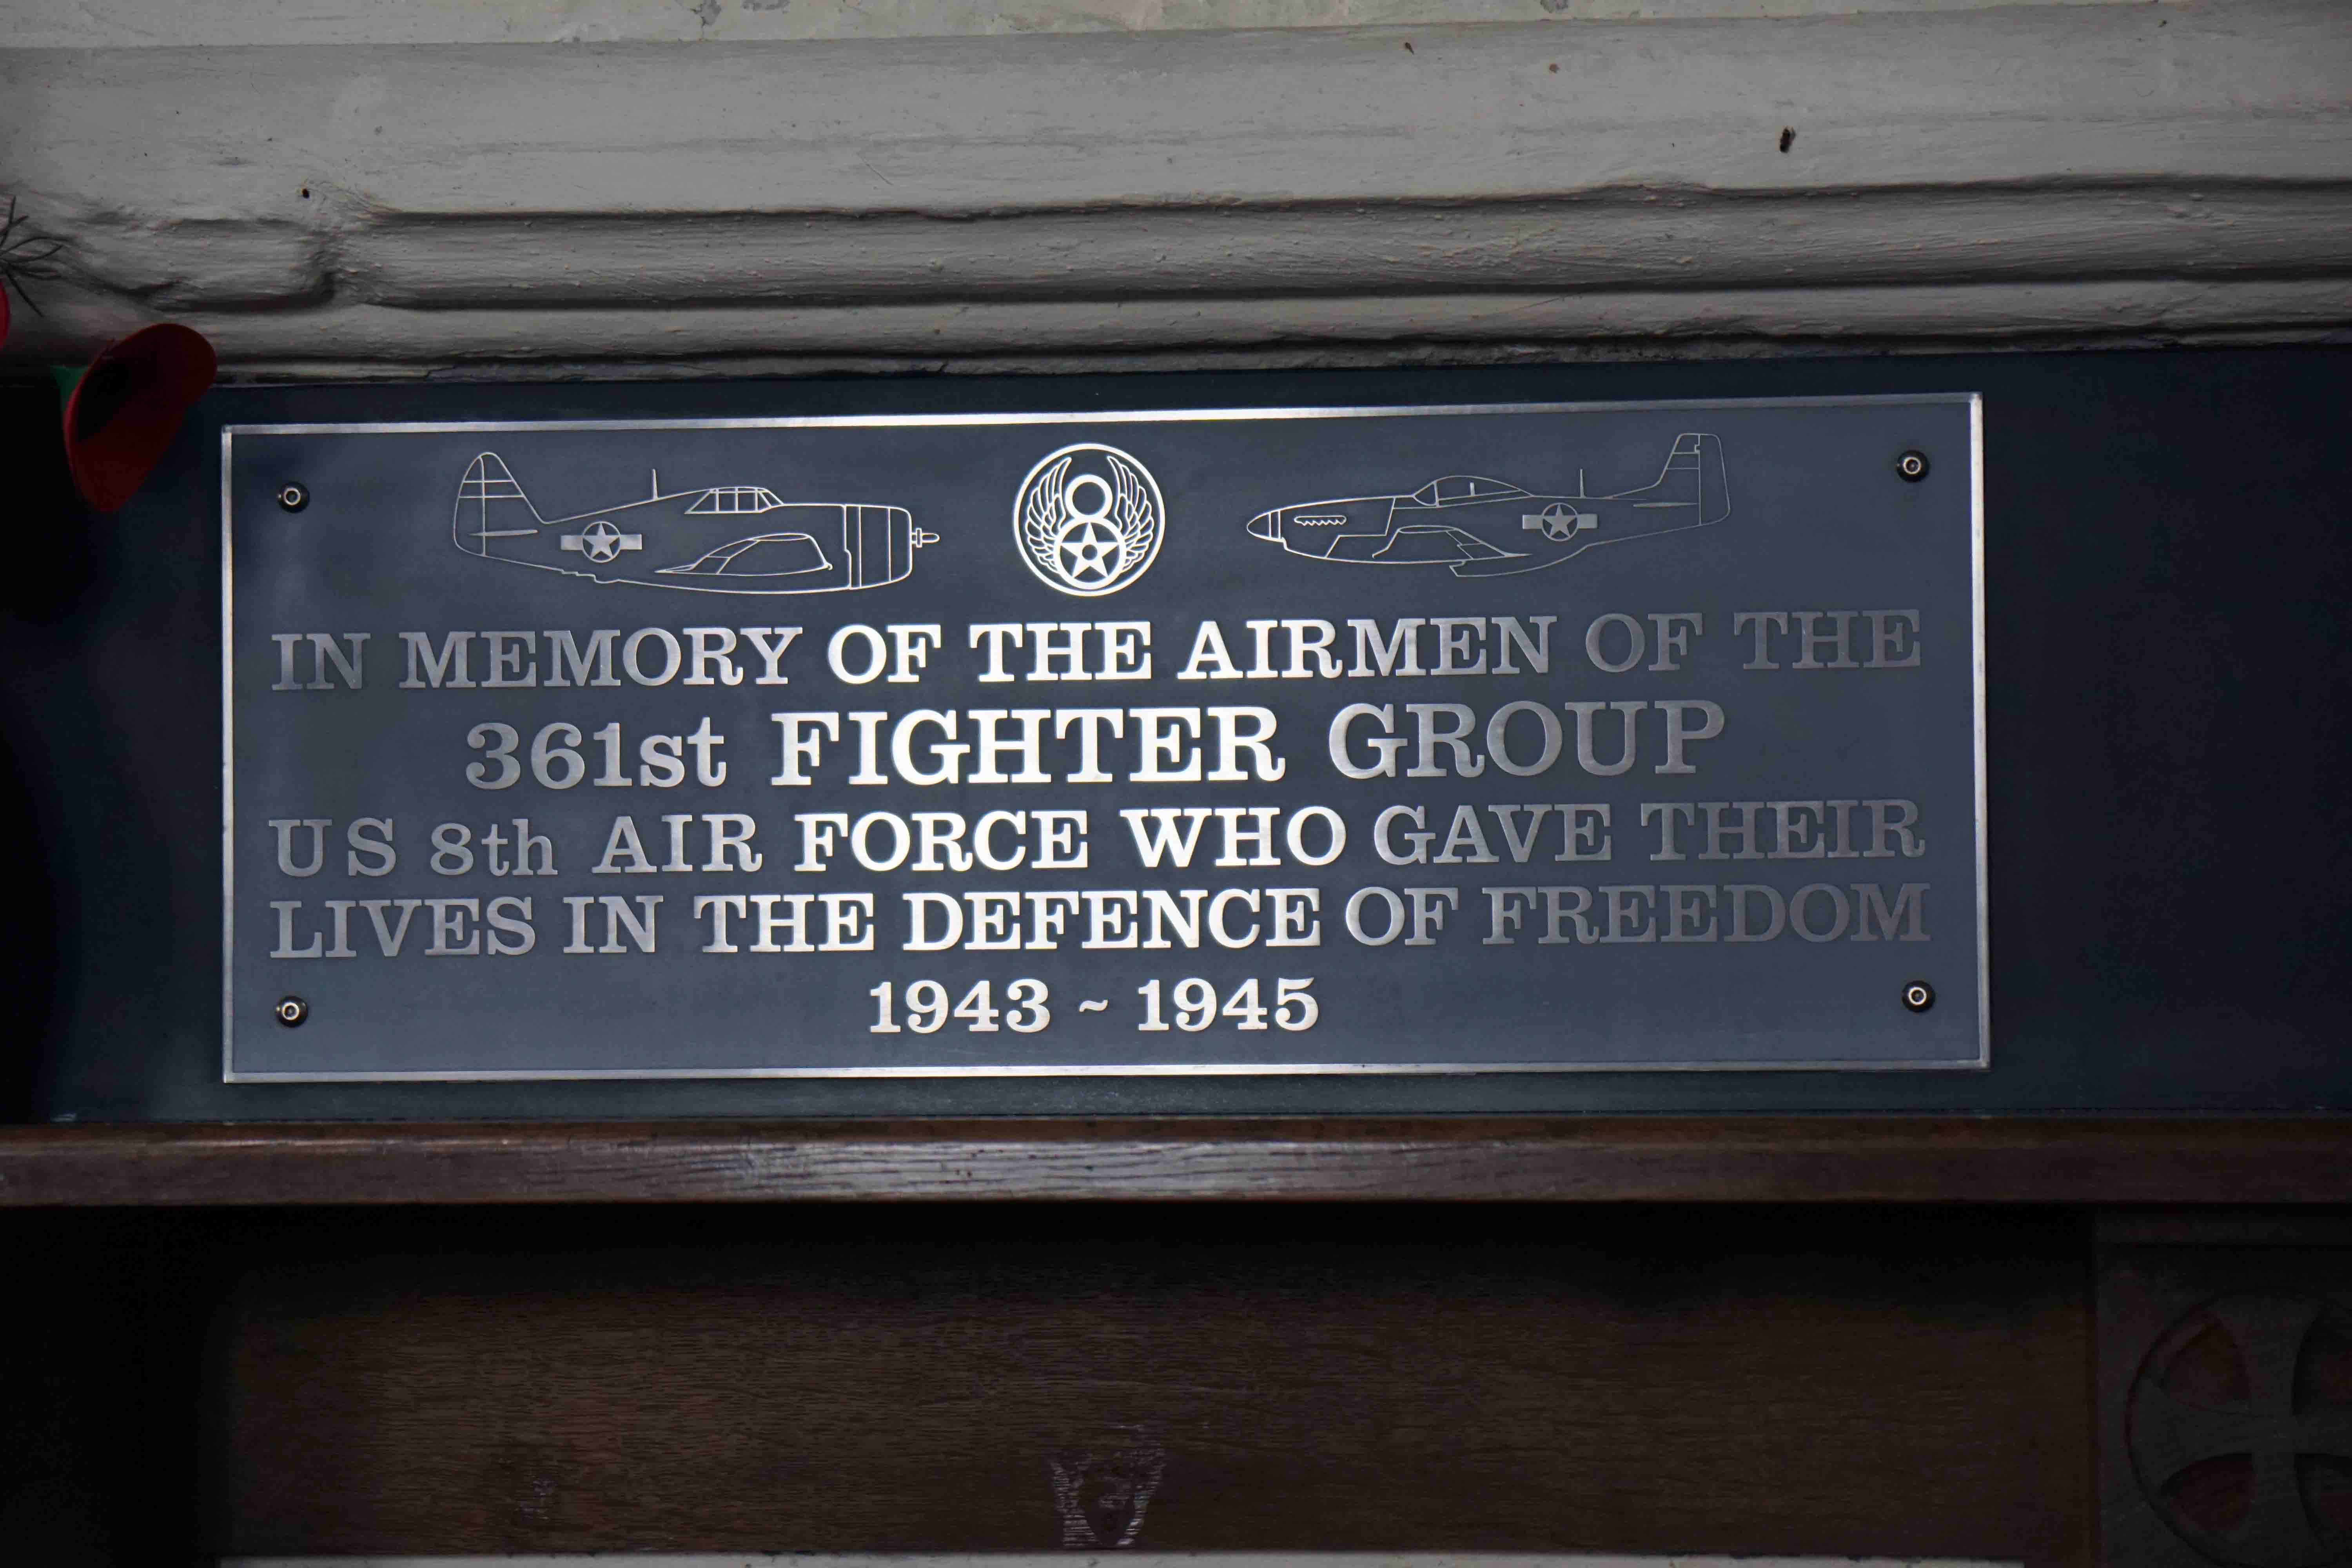 IN MEMORY OF THE AIRMEN OF THE
361st FIGHTER GROUP
US 8th AIR FORCE WHO GAVE THEIR
LIVES IN THE DEFENCE OF FREEDOM
1943 ~ 1945